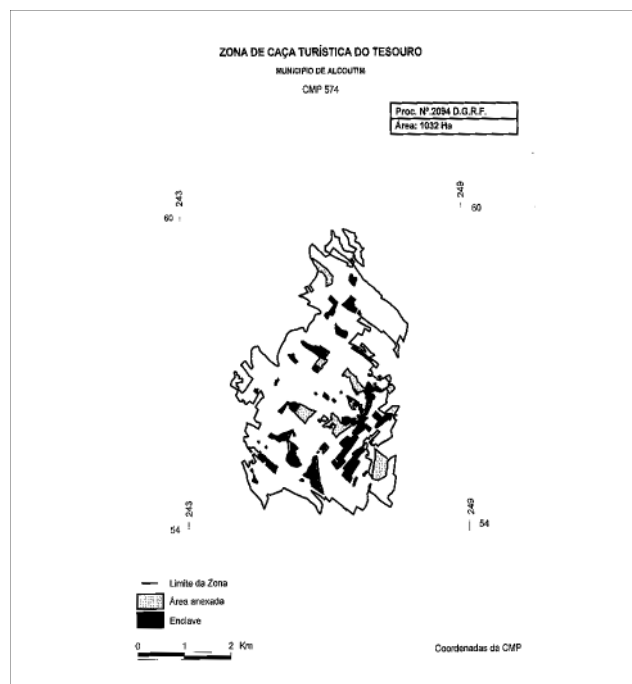 ZONA DE CAÇA TURÍSTICA DO TESOURO
MUNICÍPIO DE ALCOUTIM
CMP 574
Proc. Nº.2094 D.G.R.F.
Área: 1032 Ha
243
60
249
60
243
54
249
54
Limite da Zona
Área anexada
Enclave
0 1 2 Km
Coordenadas da CMP